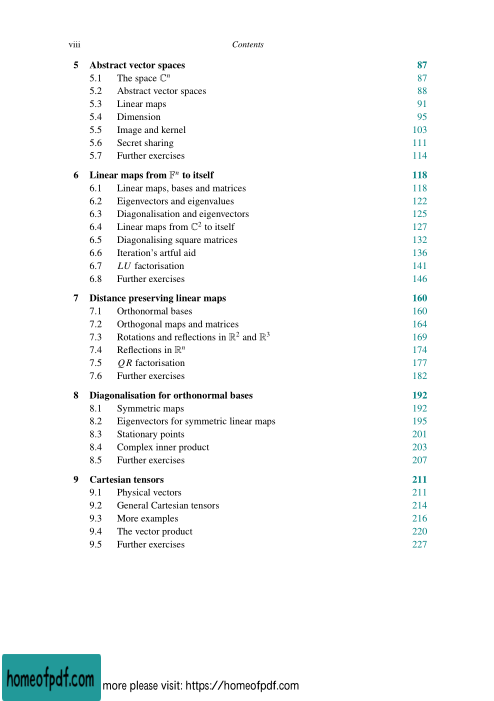 viii Contents
5 Abstract vector spaces 87
5.1 The space ℂⁿ 87
5.2 Abstract vector spaces 88
5.3 Linear maps 91
5.4 Dimension 95
5.5 Image and kernel 103
5.6 Secret sharing 111
5.7 Further exercises 114
6 Linear maps from 𝔽ⁿ to itself 118
6.1 Linear maps, bases and matrices 118
6.2 Eigenvectors and eigenvalues 122
6.3 Diagonalisation and eigenvectors 125
6.4 Linear maps from ℂ² to itself 127
6.5 Diagonalising square matrices 132
6.6 Iteration's artful aid 136
6.7 LU factorisation 141
6.8 Further exercises 146
7 Distance preserving linear maps 160
7.1 Orthonormal bases 160
7.2 Orthogonal maps and matrices 164
7.3 Rotations and reflections in ℝ² and ℝ³ 169
7.4 Reflections in ℝⁿ 174
7.5 QR factorisation 177
7.6 Further exercises 182
8 Diagonalisation for orthonormal bases 192
8.1 Symmetric maps 192
8.2 Eigenvectors for symmetric linear maps 195
8.3 Stationary points 201
8.4 Complex inner product 203
8.5 Further exercises 207
9 Cartesian tensors 211
9.1 Physical vectors 211
9.2 General Cartesian tensors 214
9.3 More examples 216
9.4 The vector product 220
9.5 Further exercises 227
homeofpdf.com more please visit: https://homeofpdf.com